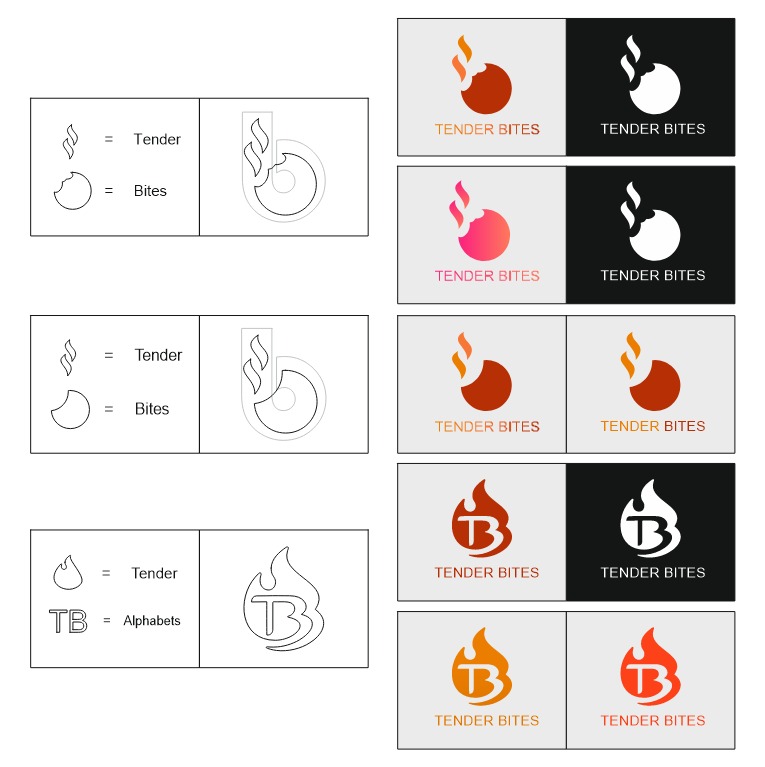 = Tender
= Bites
= Tender
= Bites
= Tender
TB = Alphabets
TB
TENDER BITES
TENDER BITES
TENDER BITES
TENDER BITES
TENDER BITES
TENDER BITES
TB
TENDER BITES
TB
TENDER BITES
TB
TENDER BITES
TB
TENDER BITES